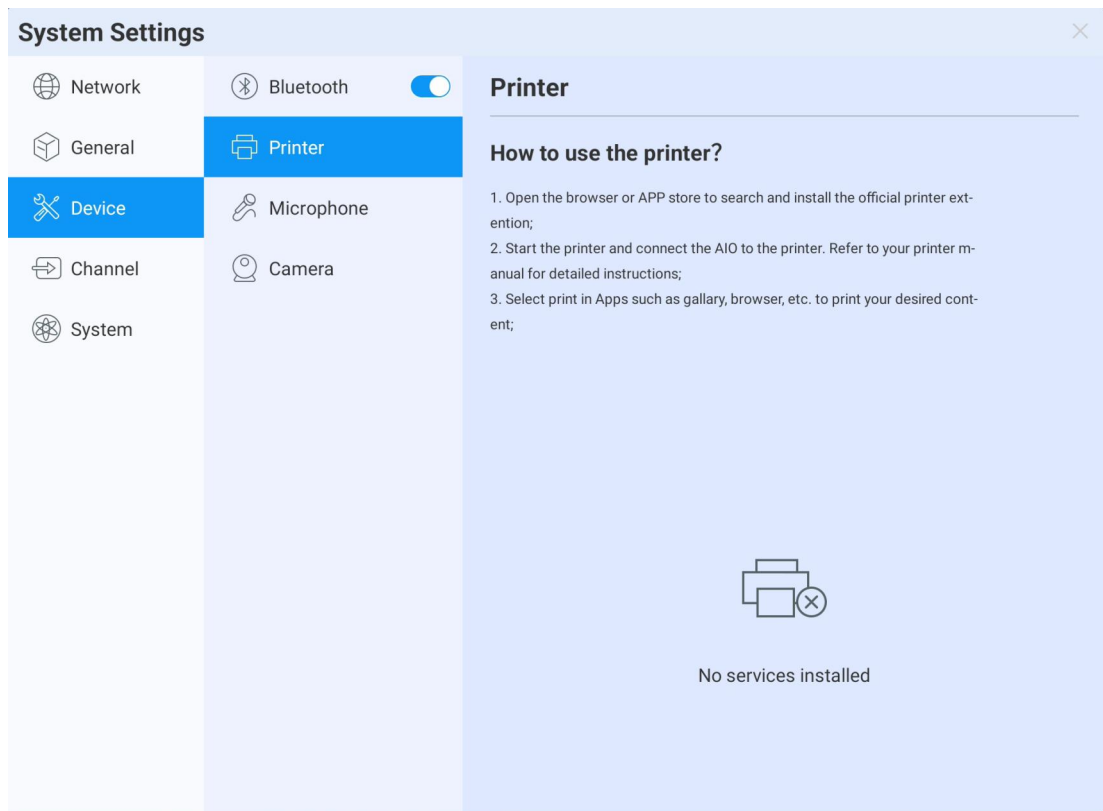 System Settings
Network
General
Device
Channel
System
Bluetooth
Printer
Microphone
Camera
Printer
How to use the printer?
1. Open the browser or APP store to search and install the official printer ext-
ention;
2. Start the printer and connect the AIO to the printer. Refer to your printer m-
anual for detailed instructions;
3. Select print in Apps such as gallary, browser, etc. to print your desired cont-
ent;
No services installed